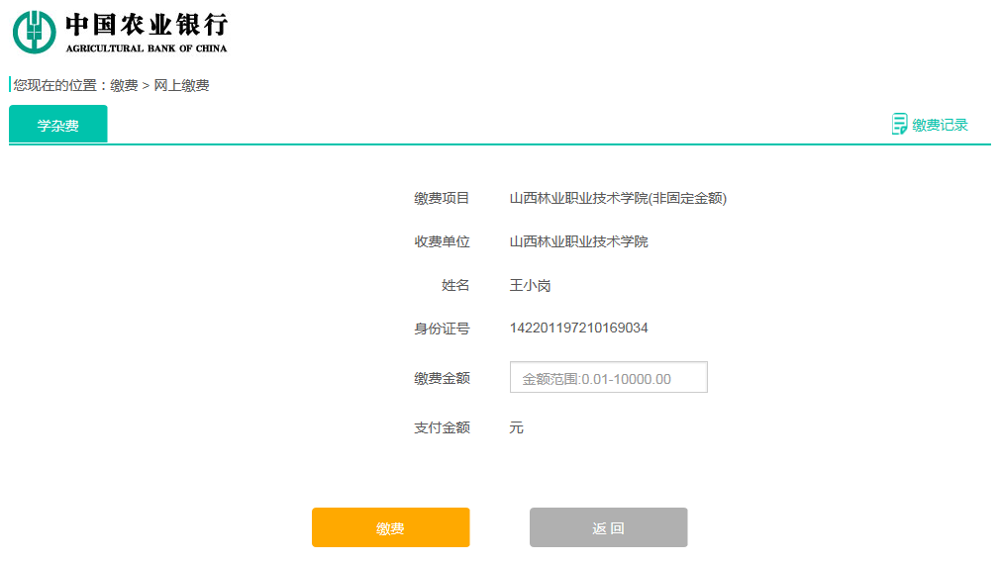 中国农业银行
AGRICULTURAL BANK OF CHINA
您现在的位置：缴费 > 网上缴费
学杂费
缴费记录
缴费项目 山西林业职业技术学院(非固定金额)
收费单位 山西林业职业技术学院
姓名 王小岗
身份证号 142201197210169034
缴费金额 金额范围:0.01-10000.00
支付金额 元
缴费 返 回